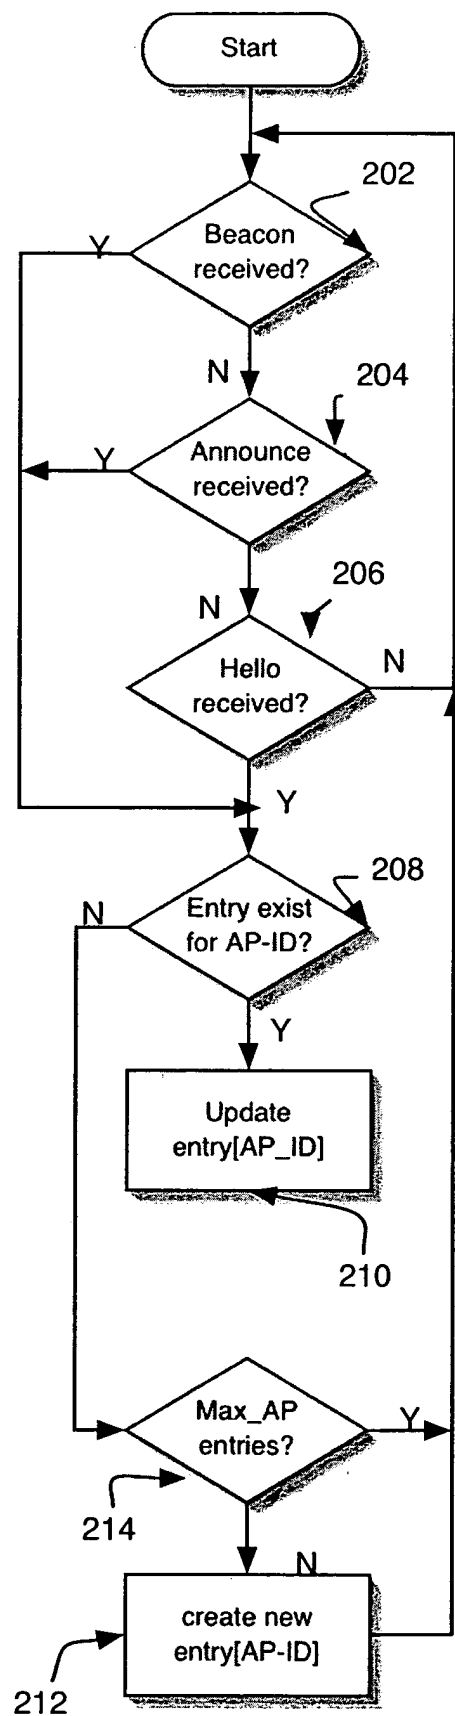 Start
202
Beacon
received?
Y
N
204
Announce
received?
Y
206
N
Hello
received?
N
Y
208
Entry exist
for AP-ID?
N
Y
Update
entry[AP_ID]
210
Max_AP
entries?
Y
214
N
create new
entry[AP-ID]
212